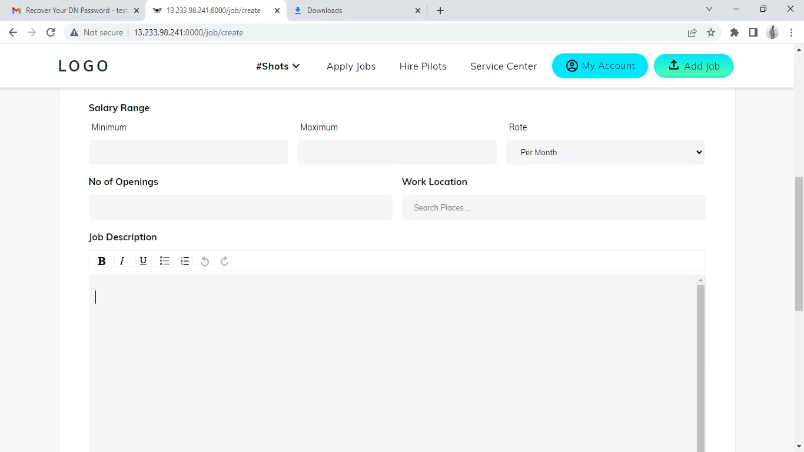 Recover Your DN Password - test
13.233.98.241:8000/job/create
Downloads
Not secure
13.233.98.241:8000/job/create
LOGO
#Shots
Apply Jobs
Hire Pilots
Service Center
My Account
Add Job
Salary Range
Minimum
Maximum
Rate
Per Month
No of Openings
Work Location
Search Places ...
Job Description
B I U